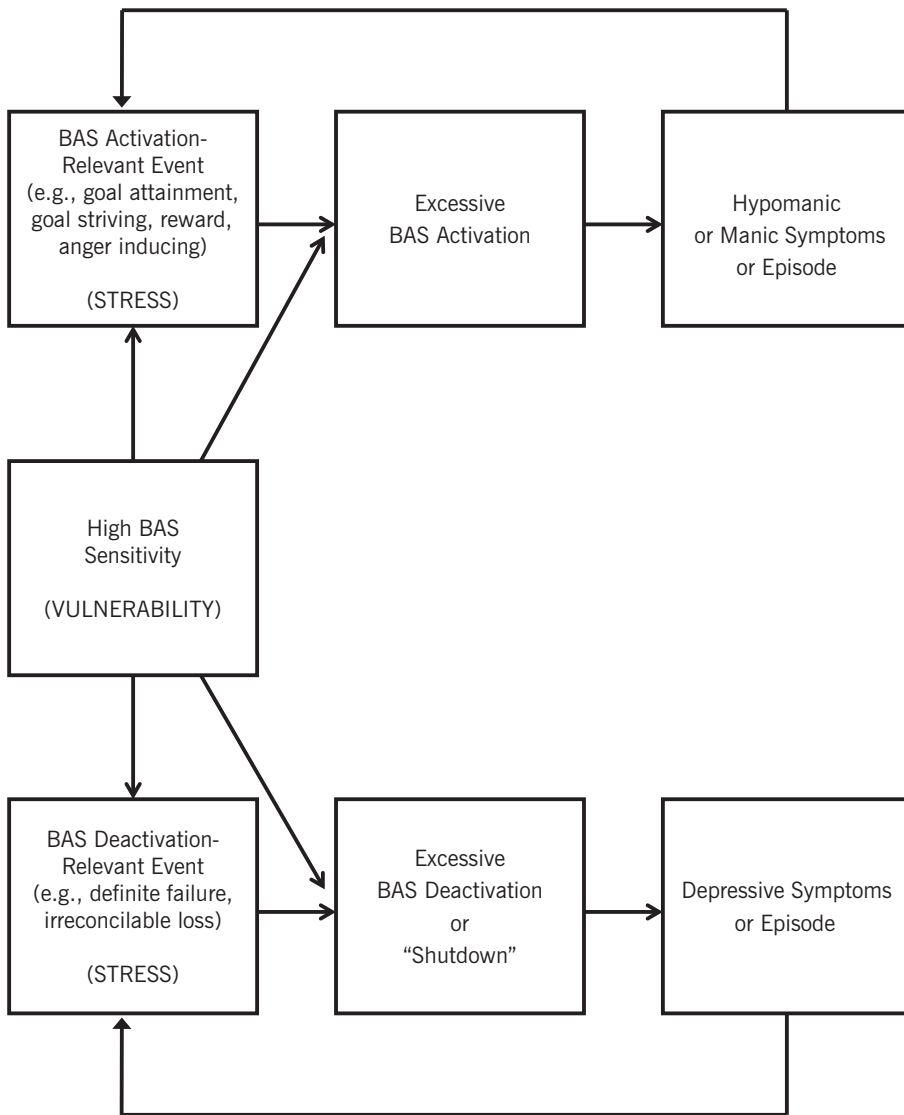 BAS Activation-
Relevant Event
(e.g., goal attainment,
goal striving, reward,
anger inducing)
(STRESS)
Excessive
BAS Activation
Hypomanic
or Manic Symptoms
or Episode
High BAS
Sensitivity
(VULNERABILITY)
BAS Deactivation-
Relevant Event
(e.g., definite failure,
irreconcilable loss)
(STRESS)
Excessive
BAS Deactivation
or
“Shutdown”
Depressive Symptoms
or Episode